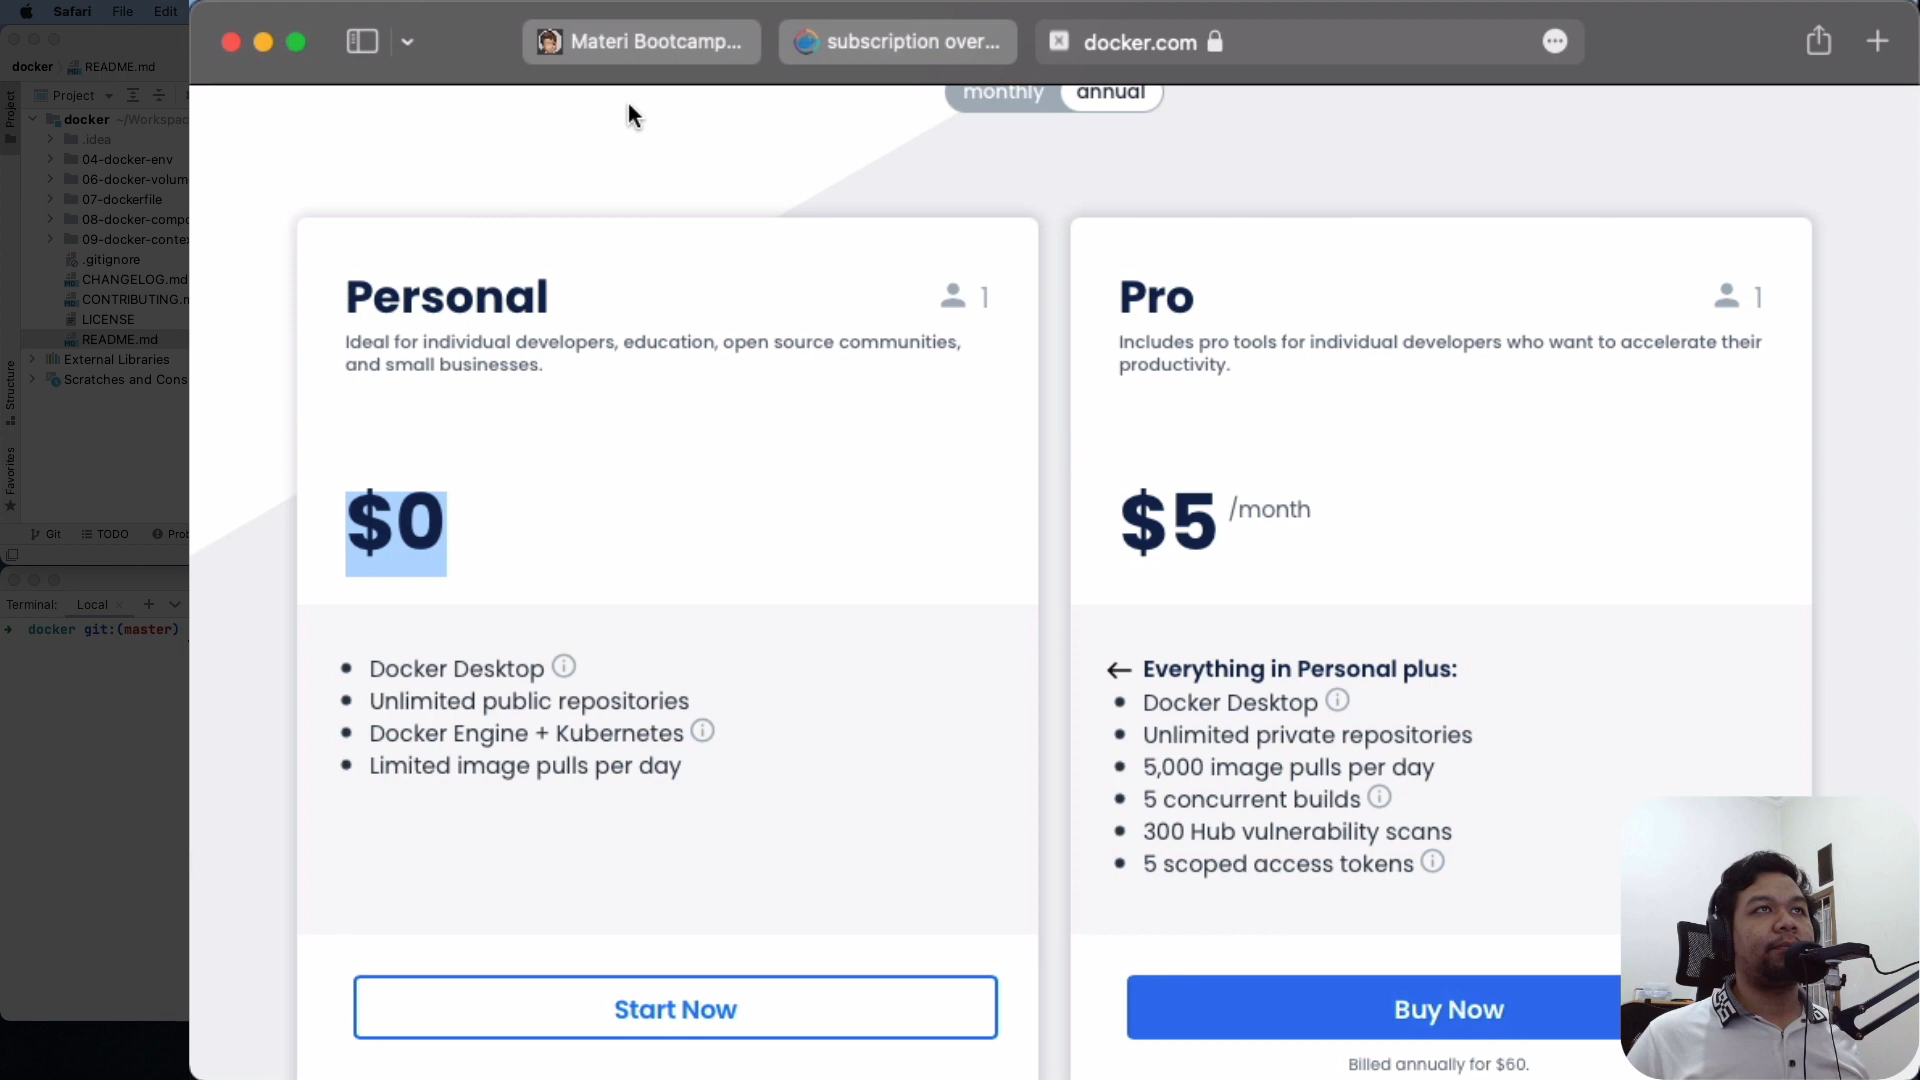 Safari File Edit
Materi Bootcamp...
subscription over...
docker.com
docker README.md
Project
docker ~/Workspac
.idea
04-docker-env
06-docker-volum
07-dockerfile
08-docker-compo
09-docker-conte
.gitignore
CHANGELOG.md
CONTRIBUTING.n
LICENSE
README.md
External Libraries
Scratches and Cons
Project
Structure
Favorites
Git TODO Prob
Terminal: Local
docker git:(master)
monthly annual
Personal
1
Ideal for individual developers, education, open source communities,
and small businesses.
$0
Docker Desktop
Unlimited public repositories
Docker Engine + Kubernetes
Limited image pulls per day
Start Now
Pro
1
Includes pro tools for individual developers who want to accelerate their
productivity.
$5 /month
Everything in Personal plus:
Docker Desktop
Unlimited private repositories
5,000 image pulls per day
5 concurrent builds
300 Hub vulnerability scans
5 scoped access tokens
Buy Now
Billed annually for $60.